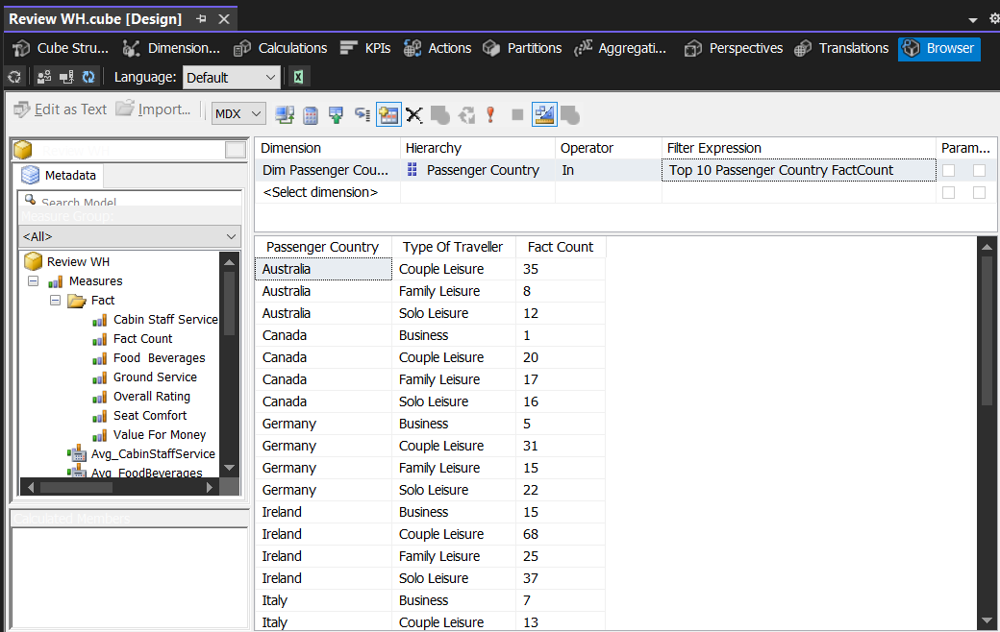 Review WH.cube [Design]
Cube Stru... Dimension... Calculations KPIs Actions Partitions Aggregati... Perspectives Translations Browser
Language: Default
Edit as Text Import... MDX
Metadata
Search Model
Measure Group:
<All>
Review WH
Measures
Fact
Cabin Staff Service
Fact Count
Food  Beverages
Ground Service
Overall Rating
Seat Comfort
Value For Money
Avg_CabinStaffService
Avg_FoodBeverages
Calculated Members
Dimension Hierarchy Operator Filter Expression Param...
Dim Passenger Cou... Passenger Country In Top 10 Passenger Country FactCount
<Select dimension>
Passenger Country Type Of Traveller Fact Count
Australia Couple Leisure 35
Australia Family Leisure 8
Australia Solo Leisure 12
Canada Business 1
Canada Couple Leisure 20
Canada Family Leisure 17
Canada Solo Leisure 16
Germany Business 5
Germany Couple Leisure 31
Germany Family Leisure 15
Germany Solo Leisure 22
Ireland Business 15
Ireland Couple Leisure 68
Ireland Family Leisure 25
Ireland Solo Leisure 37
Italy Business 7
Italy Couple Leisure 13